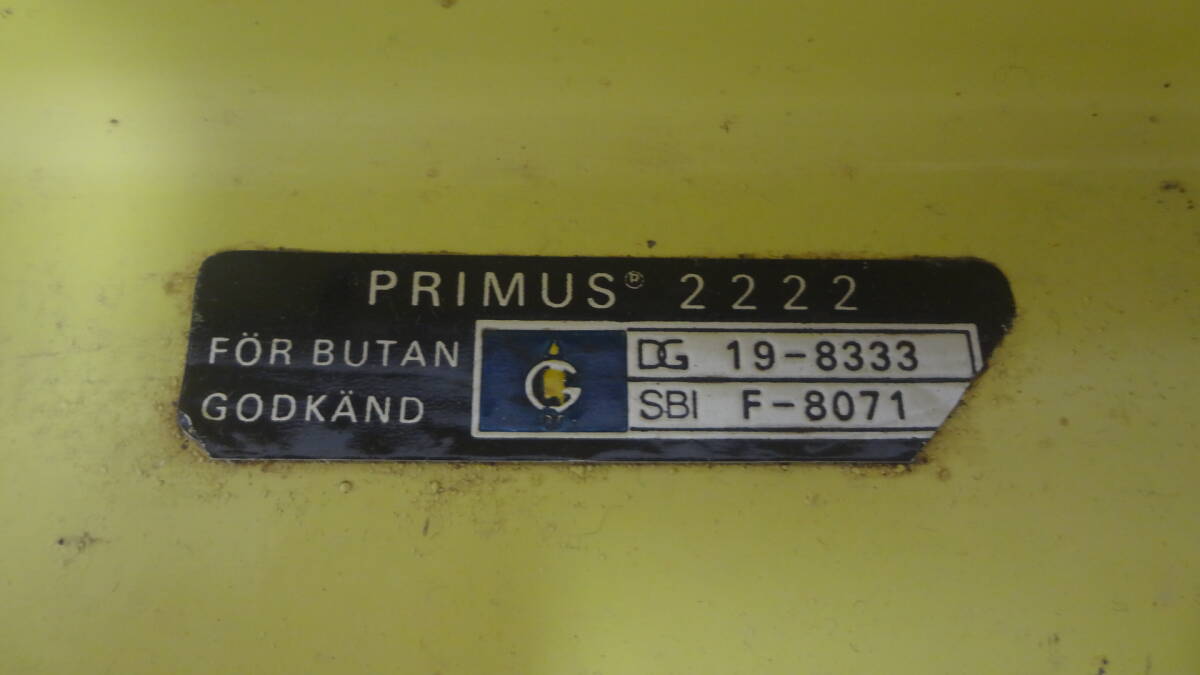 PRIMUS® 2222
FÖR BUTAN
GODKÄND
G
DG 19-8333
SBI F-8071